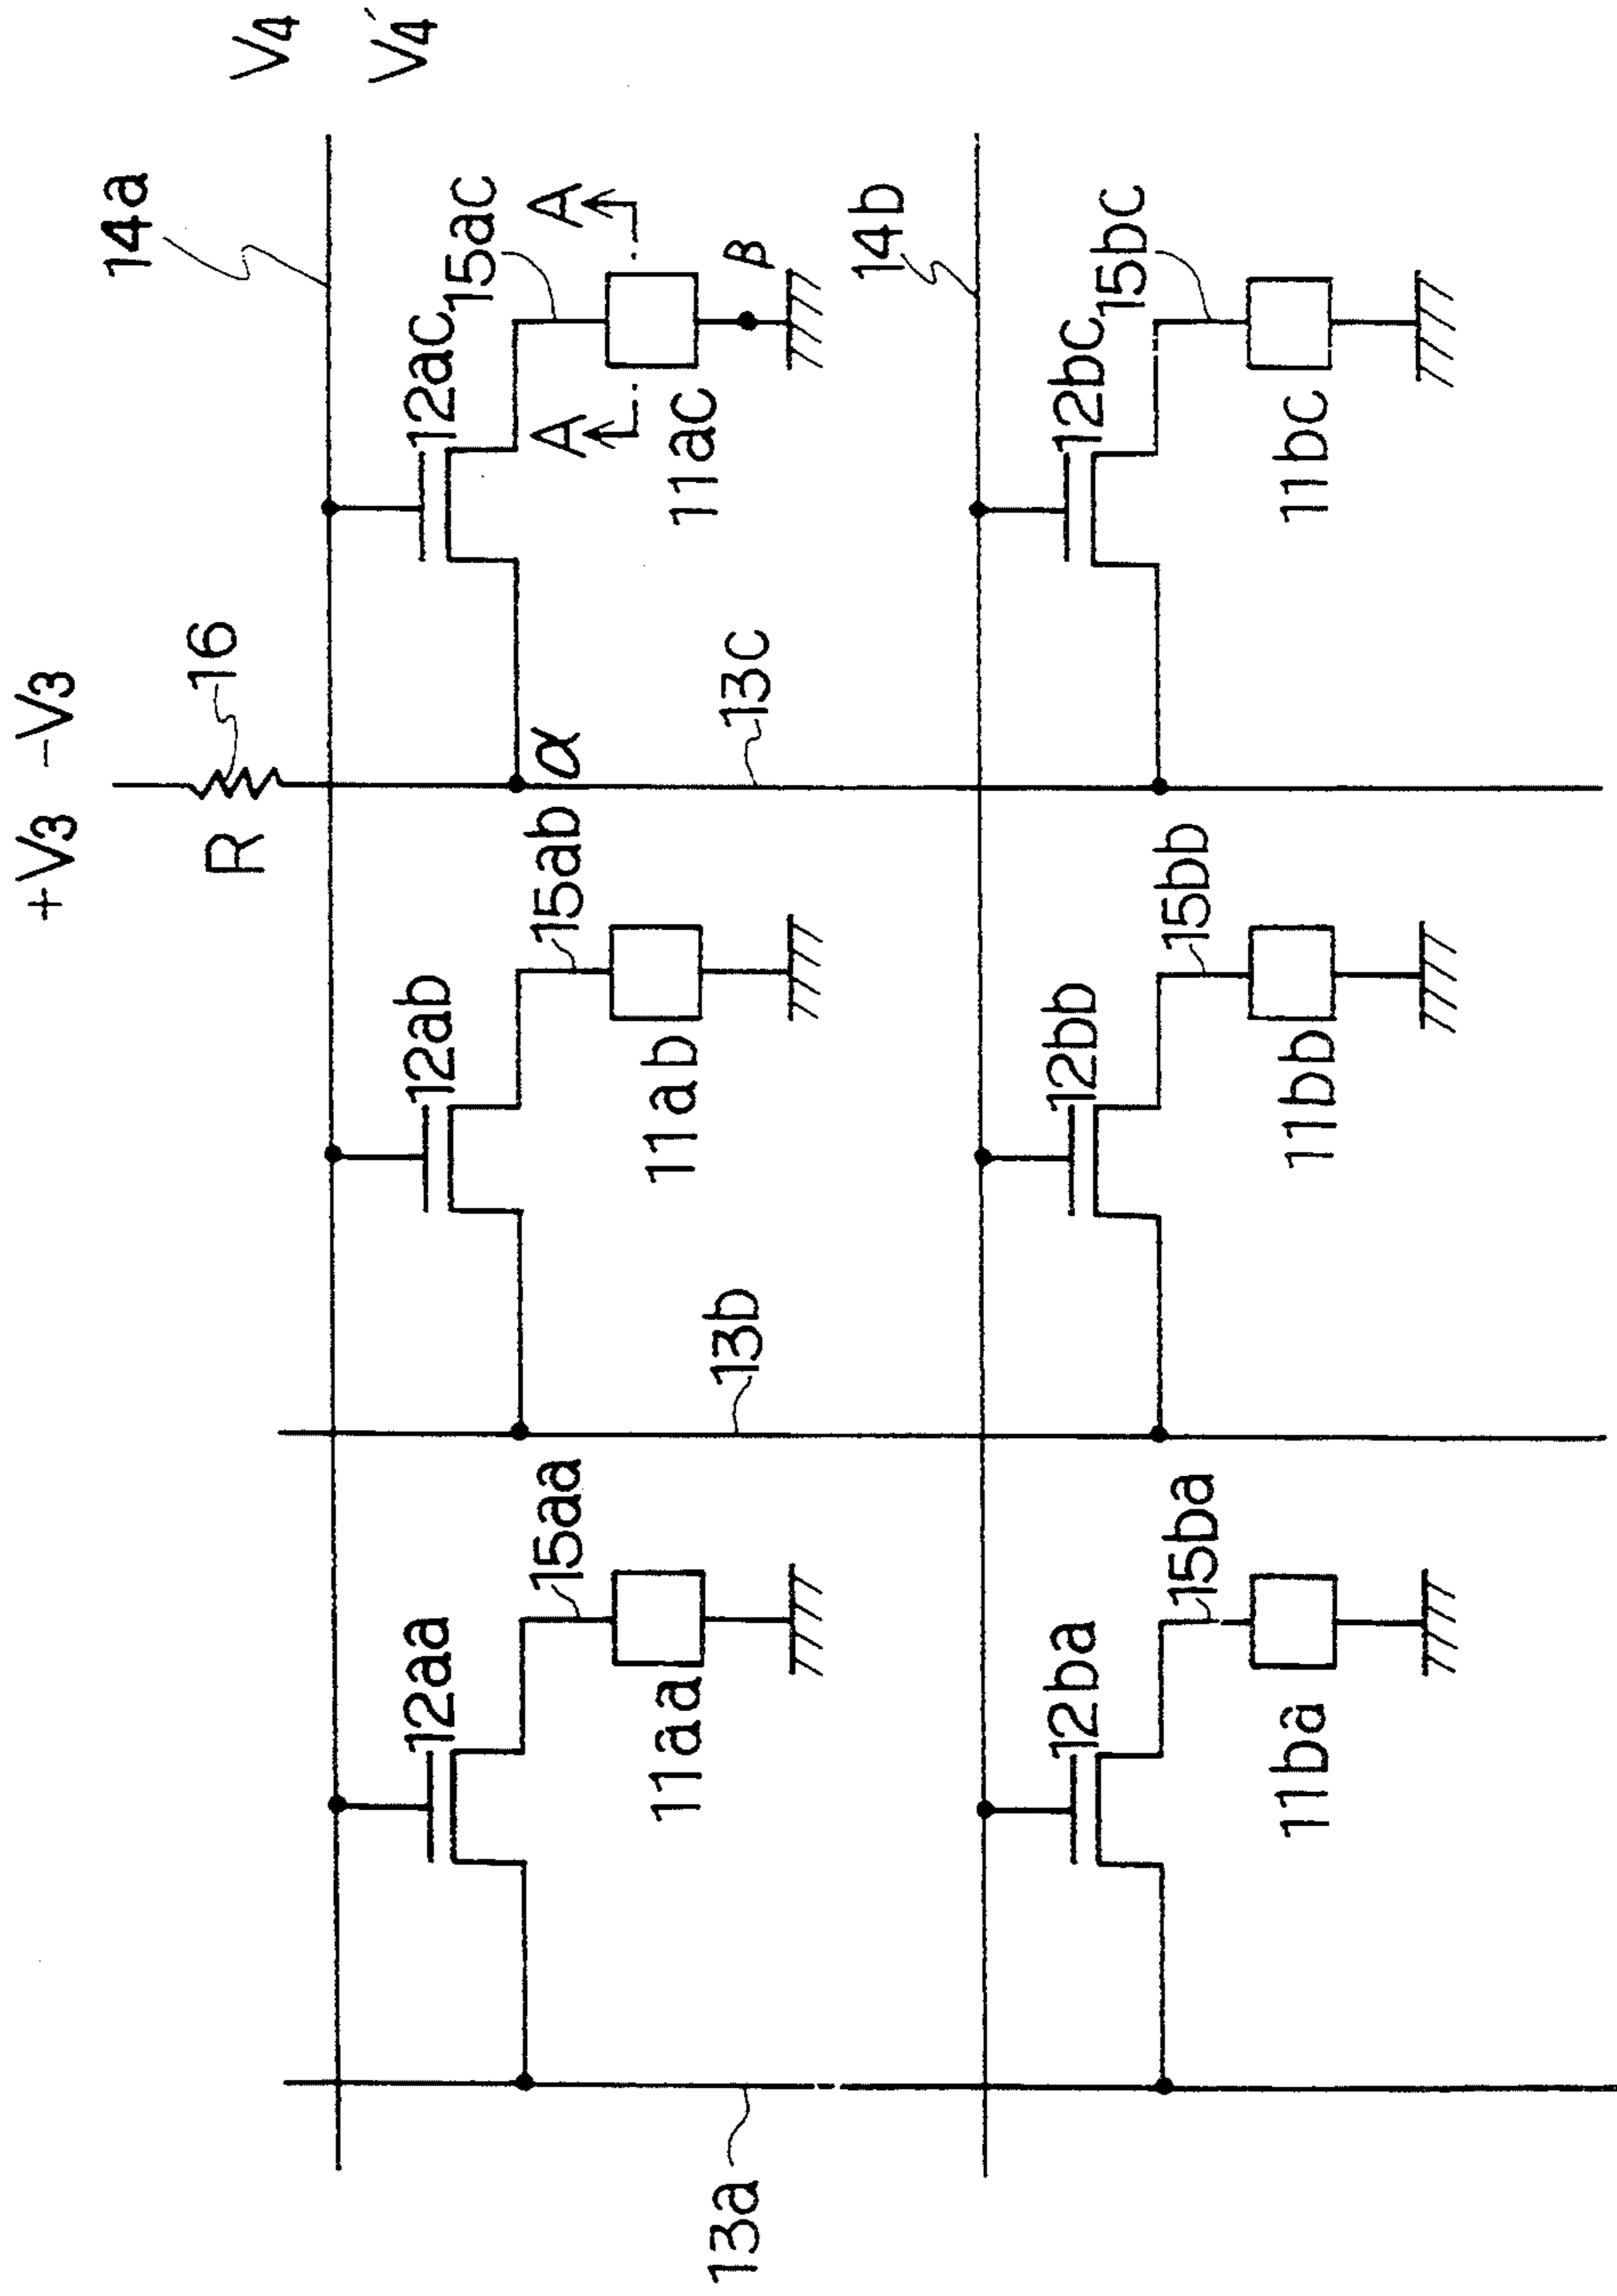 +V3 -V3
14a
R 16
V4
V4′
12aa 12ab 12ac
15aa 15ab 15ac
α A A
11aa 11ab 11ac
13a 13b 13c β
14b
12ba 12bb 12bc
15ba 15bb 15bc
11ba 11bb 11bc